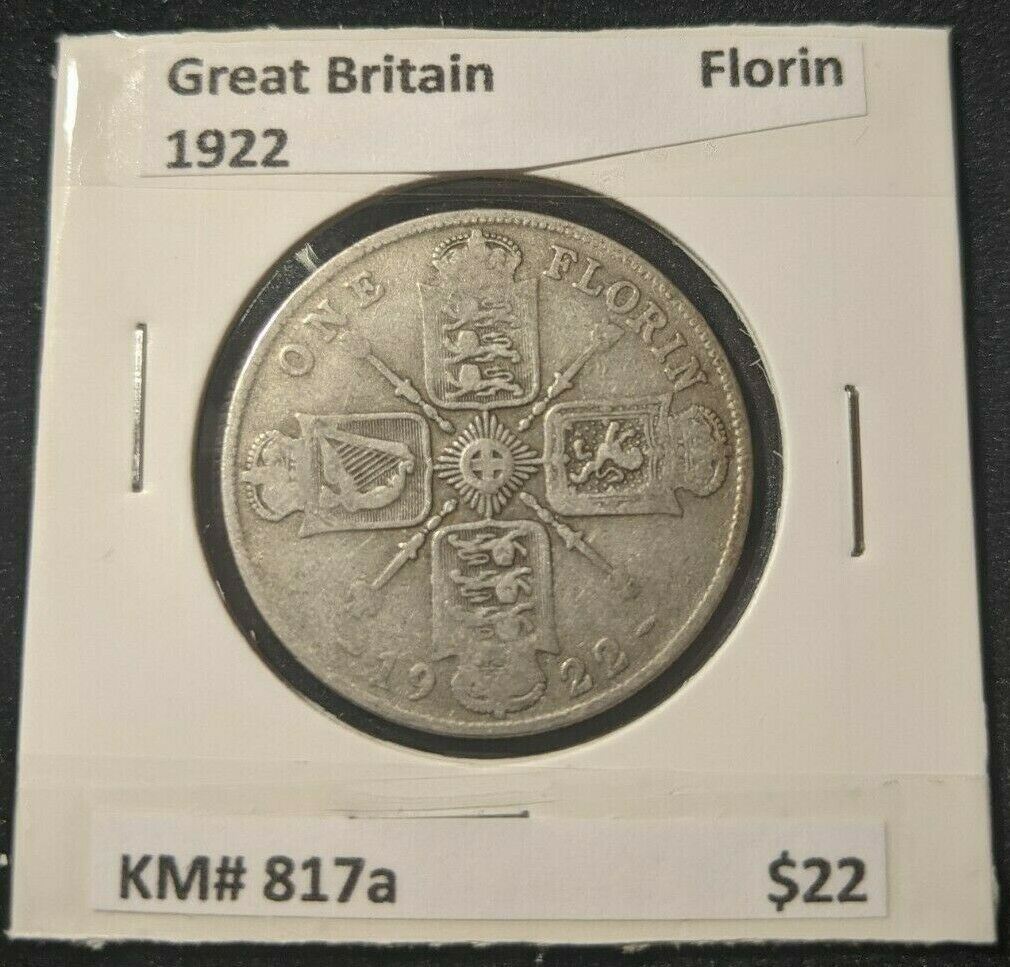 Great Britain Florin
1922
ONE FLORIN
1922
KM# 817a $22